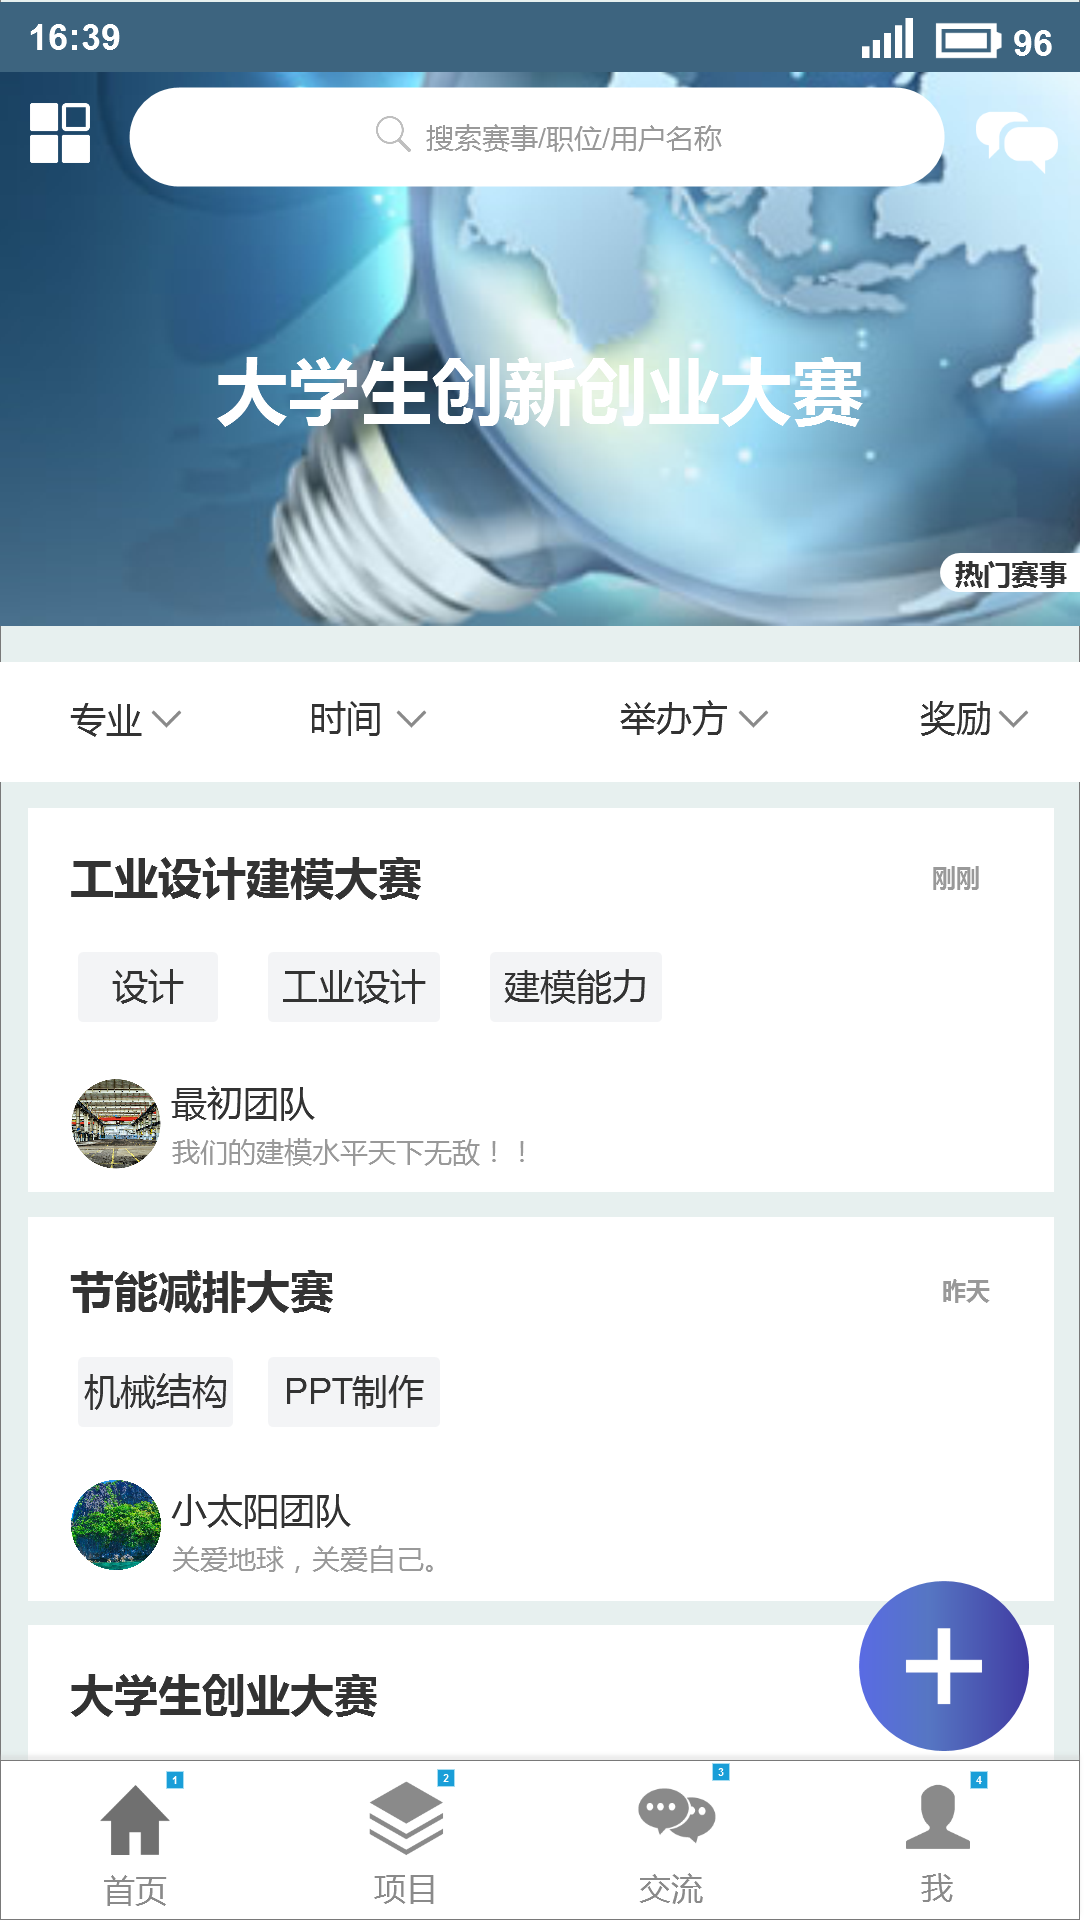 16:39
96
搜索赛事/职位/用户名称
大学生创新创业大赛
热门赛事
专业 时间 举办方 奖励
工业设计建模大赛 刚刚
设计 工业设计 建模能力
最初团队
我们的建模水平天下无敌！！
节能减排大赛 昨天
机械结构 PPT制作
小太阳团队
关爱地球，关爱自己。
大学生创业大赛
1 2 3 4
首页 项目 交流 我